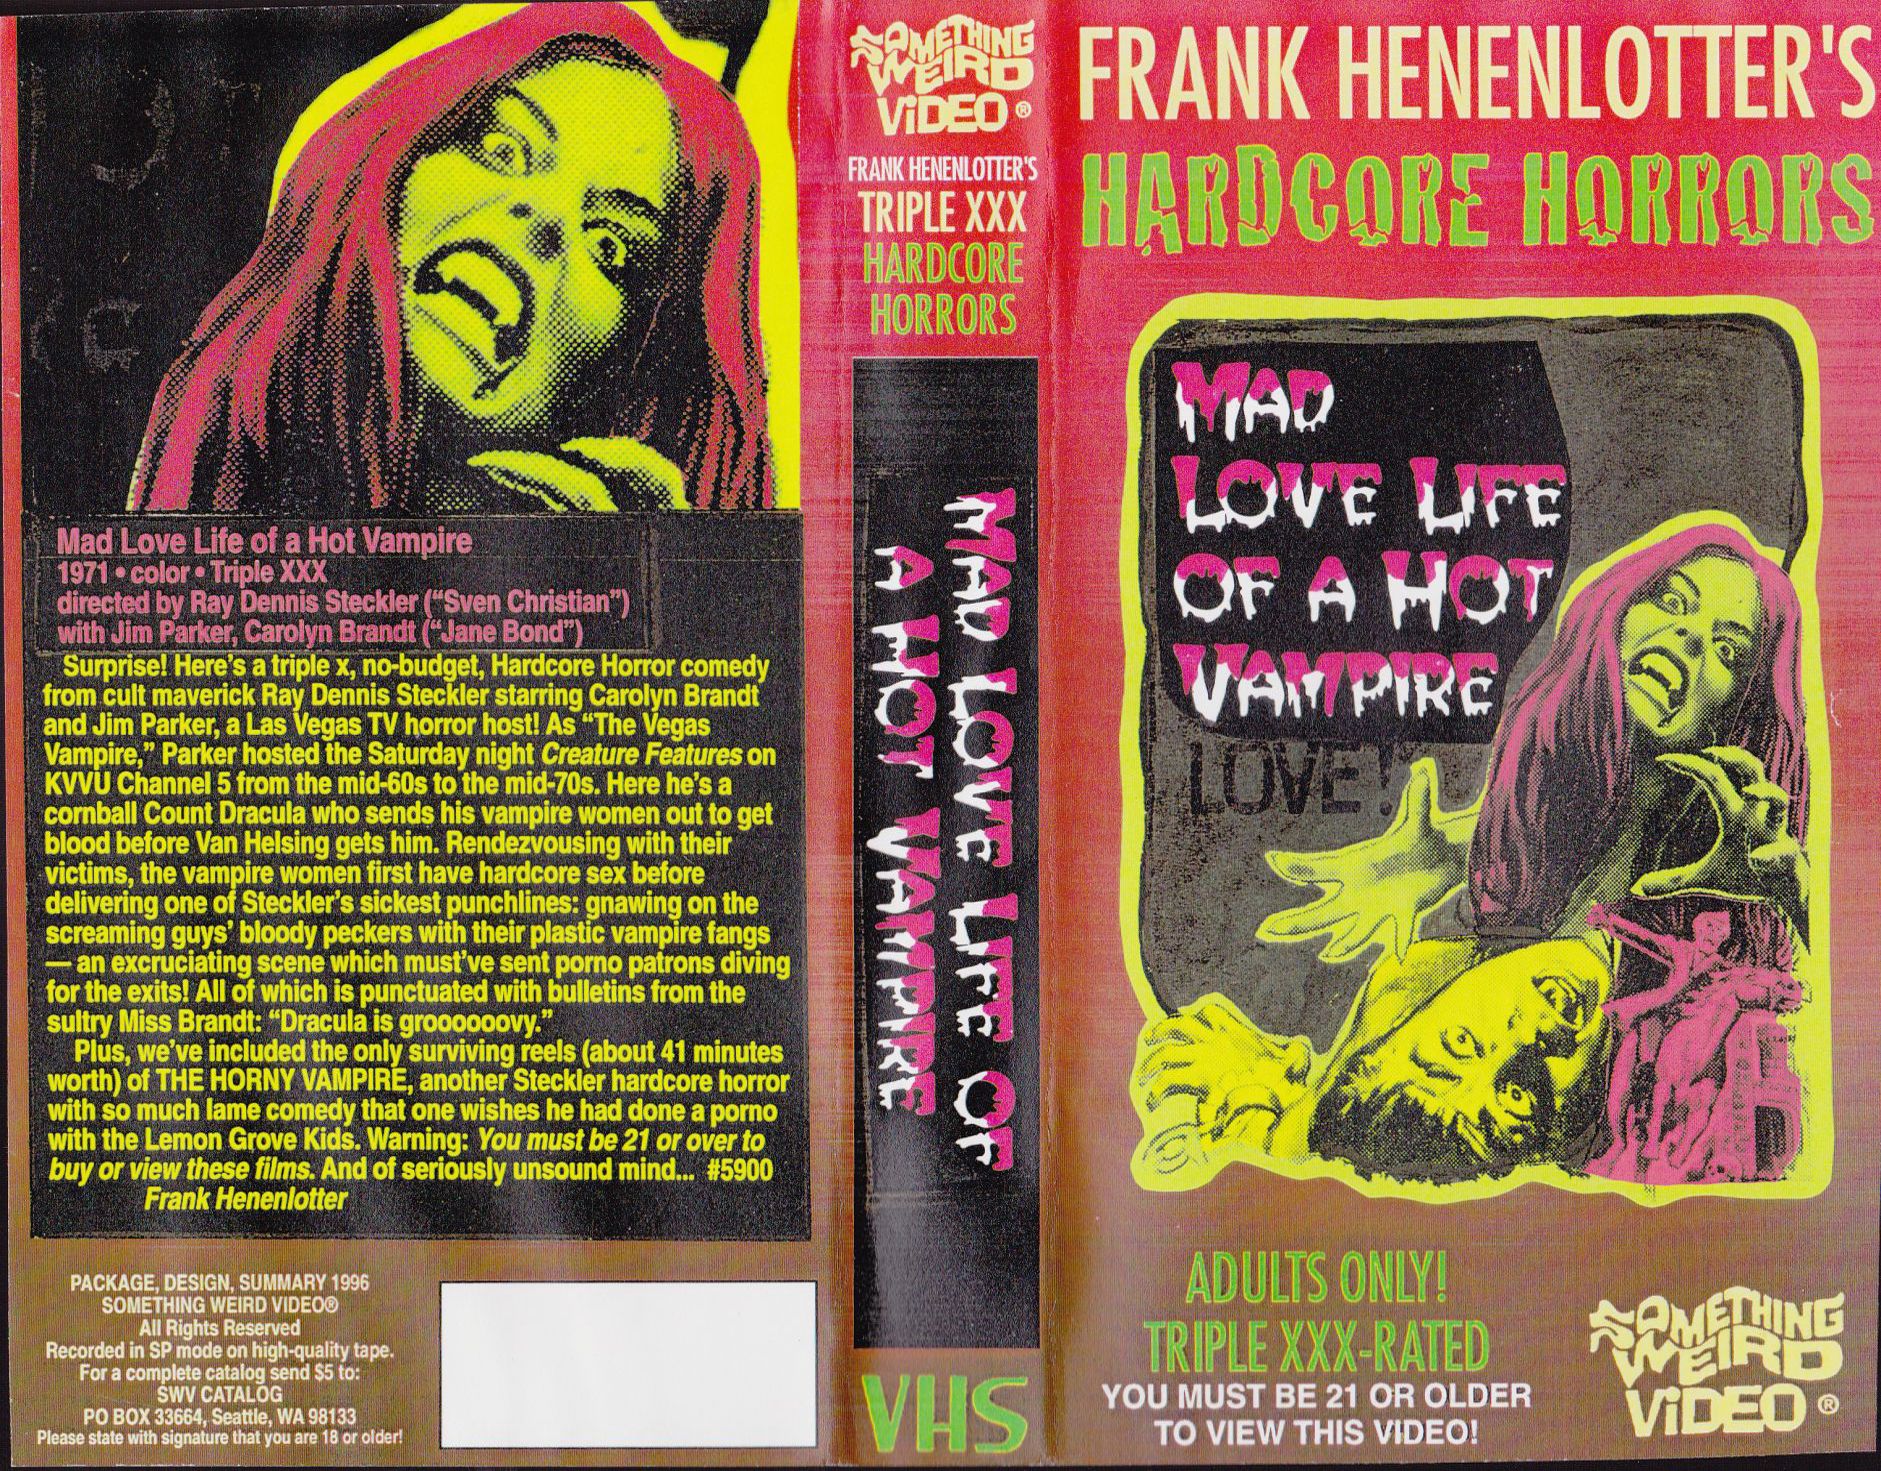 Mad Love Life of a Hot Vampire
1971 • color • Triple XXX
directed by Ray Dennis Steckler (“Sven Christian”)
with Jim Parker, Carolyn Brandt (“Jane Bond”)
Surprise! Here's a triple x, no-budget, Hardcore Horror comedy
from cult maverick Ray Dennis Steckler starring Carolyn Brandt
and Jim Parker, a Las Vegas TV horror host! As “The Vegas
Vampire,” Parker hosted the Saturday night Creature Features on
KVVU Channel 5 from the mid-60s to the mid-70s. Here he's a
cornball Count Dracula who sends his vampire women out to get
blood before Van Helsing gets him. Rendezvousing with their
victims, the vampire women first have hardcore sex before
delivering one of Steckler's sickest punchlines: gnawing on the
screaming guys' bloody peckers with their plastic vampire fangs
— an excruciating scene which must've sent porno patrons diving
for the exits! All of which is punctuated with bulletins from the
sultry Miss Brandt: “Dracula is grooooooovy.”
Plus, we've included the only surviving reels (about 41 minutes
worth) of THE HORNY VAMPIRE, another Steckler hardcore horror
with so much lame comedy that one wishes he had done a porno
with the Lemon Grove Kids. Warning: You must be 21 or over to
buy or view these films. And of seriously unsound mind... #5900
Frank Henenlotter
PACKAGE, DESIGN, SUMMARY 1996
SOMETHING WEIRD VIDEO®
All Rights Reserved
Recorded in SP mode on high-quality tape.
For a complete catalog send $5 to:
SWV CATALOG
PO BOX 33664, Seattle, WA 98133
Please state with signature that you are 18 or older!
SOMETHING
WEIRD
ViDEO®
FRANK HENENLOTTER'S
TRIPLE XXX
HARDCORE
HORRORS
MAD LOVE LIFE OF
A HOT VAMPIRE
VHS
FRANK HENENLOTTER'S
HARDCORE HORRORS
MAD
LOVE LIFE
OF A HOT
VAMPIRE
LOVE!
ADULTS ONLY!
TRIPLE XXX-RATED
YOU MUST BE 21 OR OLDER
TO VIEW THIS VIDEO!
SOMETHING
WEIRD
ViDEO®